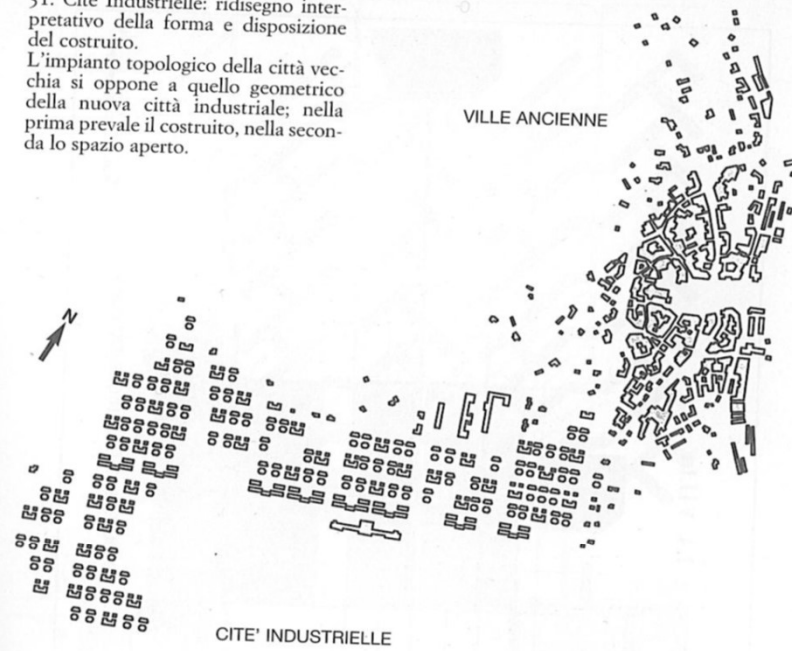 51. Cité Industrielle: ridisegno inter-
pretativo della forma e disposizione
del costruito.
L'impianto topologico della città vec-
chia si oppone a quello geometrico
della nuova città industriale; nella
prima prevale il costruito, nella secon-
da lo spazio aperto.
VILLE ANCIENNE
N
CITE' INDUSTRIELLE